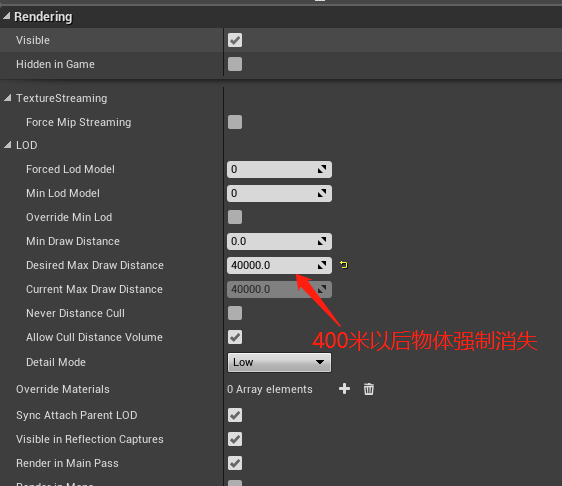 Rendering
Visible
Hidden in Game
TextureStreaming
Force Mip Streaming
LOD
Forced Lod Model 0
Min Lod Model 0
Override Min Lod
Min Draw Distance 0.0
Desired Max Draw Distance 40000.0
Current Max Draw Distance 40000.0
Never Distance Cull
400米以后物体强制消失
Allow Cull Distance Volume
Detail Mode Low
Override Materials 0 Array elements
Sync Attach Parent LOD
Visible in Reflection Captures
Render in Main Pass